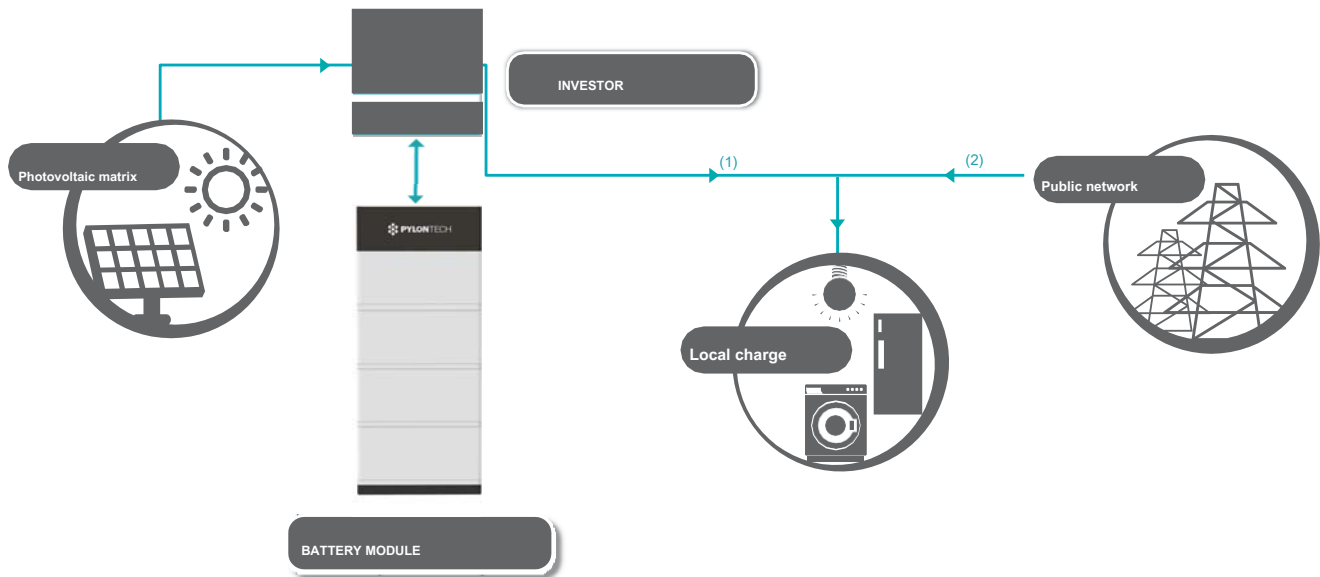 INVESTOR
(1)
(2)
Photovoltaic matrix
Public network
PYLONTECH
Local charge
BATTERY MODULE